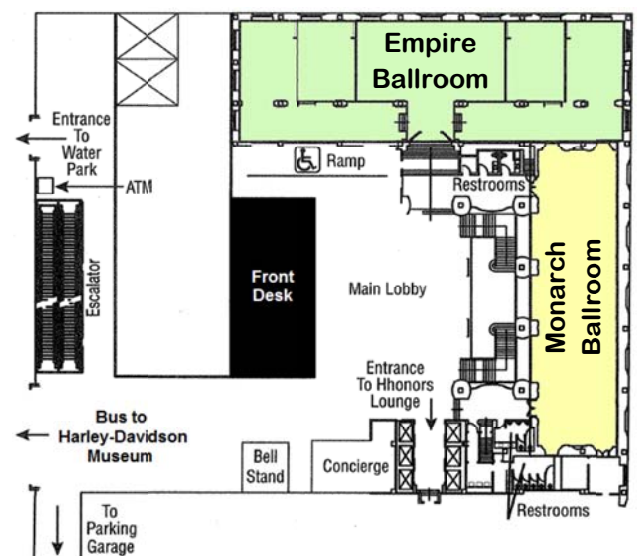 Empire
Ballroom
Entrance
To
Water
Park
Ramp
Restrooms
ATM
Escalator
Front
Desk
Main Lobby
Monarch
Ballroom
Entrance
To Hhonors
Lounge
Bus to
Harley-Davidson
Museum
Bell
Stand
Concierge
To
Parking
Garage
Restrooms